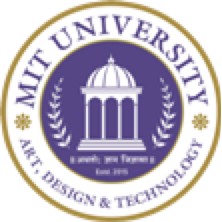 MIT UNIVERSITY
ART, DESIGN & TECHNOLOGY
Estd. 2015